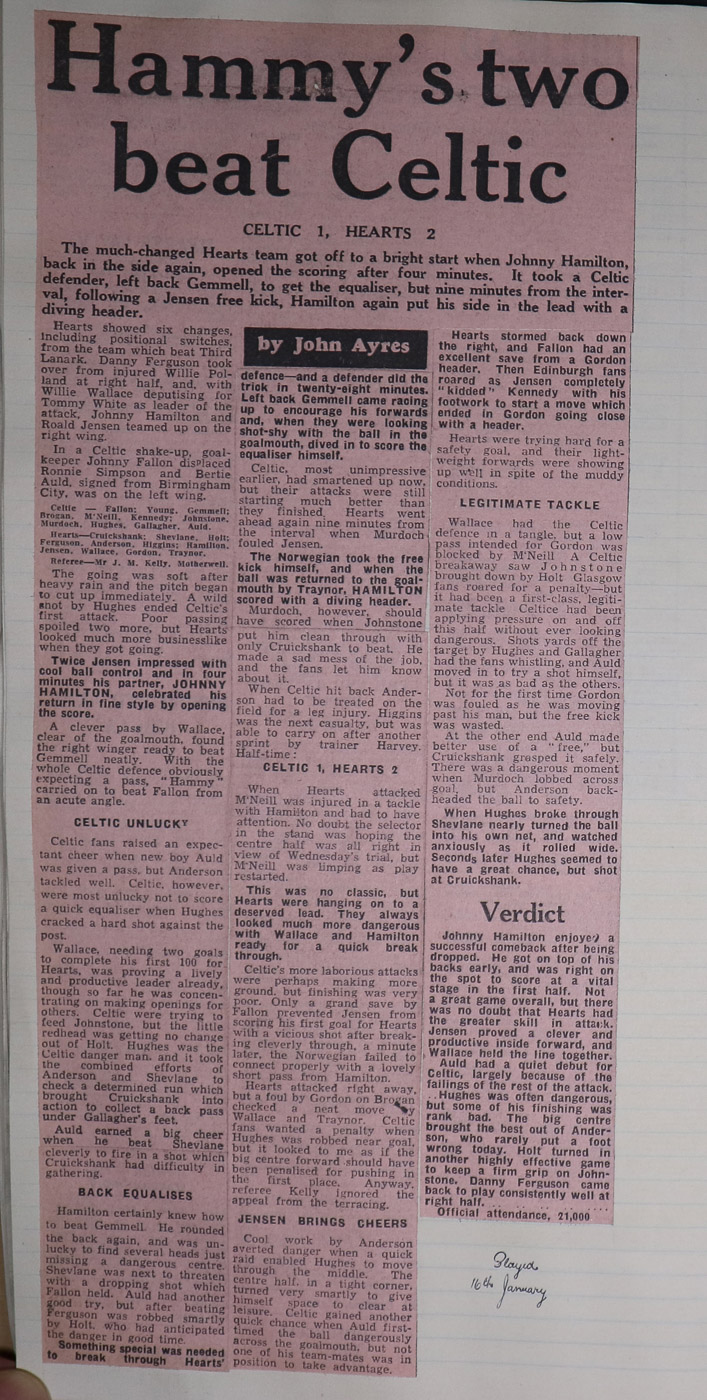 Hammy's two
beat Celtic
CELTIC 1, HEARTS 2
The much-changed Hearts team got off to a bright start when Johnny Hamilton,
back in the side again, opened the scoring after four minutes. It took a Celtic
defender, left back Gemmell, to get the equaliser, but nine minutes from the inter-
val, following a Jensen free kick, Hamilton again put his side in the lead with a
diving header.
Hearts showed six changes,
including positional switches,
from the team which beat Third
Lanark. Danny Ferguson took
over from injured Willie Pol-
land at right half, and, with
Willie Wallace deputising for
Tommy White as leader of the
attack, Johnny Hamilton and
Roald Jensen teamed up on the
right wing.
In a Celtic shake-up, goal-
keeper Johnny Fallon displaced
Ronnie Simpson and Bertie
Auld, signed from Birmingham
City, was on the left wing.
Celtic — Fallon; Young, Gemmell;
Brogan, M'Neill, Kennedy; Johnstone,
Murdoch, Hughes, Gallagher, Auld.
Hearts—Cruickshank; Shevlane, Holt;
Ferguson, Anderson, Higgins; Hamilton,
Jensen, Wallace, Gordon, Traynor.
Referee—Mr J. M. Kelly, Motherwell.
The going was soft after
heavy rain and the pitch began
to cut up immediately. A wild
shot by Hughes ended Celtic's
first attack. Poor passing
spoiled two more, but Hearts
looked much more businesslike
when they got going.
Twice Jensen impressed with
cool ball control and in four
minutes his partner, JOHNNY
HAMILTON, celebrated his
return in fine style by opening
the score.
A clever pass by Wallace,
clear of the goalmouth, found
the right winger ready to beat
Gemmell neatly. With the
whole Celtic defence obviously
expecting a pass, "Hammy"
carried on to beat Fallon from
an acute angle.
CELTIC UNLUCKY
Celtic fans raised an expec-
tant cheer when new boy Auld
was given a pass, but Anderson
tackled well. Celtic, however,
were most unlucky not to score
a quick equaliser when Hughes
cracked a hard shot against the
post.
Wallace, needing two goals
to complete his first 100 for
Hearts, was proving a lively
and productive leader already,
though so far he was concen-
trating on making openings for
others. Celtic were trying to
feed Johnstone, but the little
redhead was getting no change
out of Holt. Hughes was the
Celtic danger man, and it took
the combined efforts of
Anderson and Shevlane to
check a determined run which
brought Cruickshank into
action to collect a back pass
under Gallagher's feet.
Auld earned a big cheer
when he beat Shevlane
cleverly to fire in a shot which
Cruickshank had difficulty in
gathering.
BACK EQUALISES
Hamilton certainly knew how
to beat Gemmell. He rounded
the back again, and was un-
lucky to find several heads just
missing a dangerous centre.
Shevlane was next to threaten
with a dropping shot which
Fallon held. Auld had another
good try, but after beating
Ferguson was robbed smartly
by Holt, who had anticipated
the danger in good time.
Something special was needed
to break through Hearts'
by John Ayres
defence—and a defender did the
trick in twenty-eight minutes.
Left back Gemmell came racing
up to encourage his forwards
and, when they were looking
shot-shy with the ball in the
goalmouth, dived in to score the
equaliser himself.
Celtic, most unimpressive
earlier, had smartened up now,
but their attacks were still
starting much better than
they finished Hearts went
ahead again nine minutes from
the interval when Murdoch
fouled Jensen.
The Norwegian took the free
kick himself, and when the
ball was returned to the goal-
mouth by Traynor, HAMILTON
scored with a diving header.
Murdoch, however, should
have scored when Johnstone
put him clean through with
only Cruickshank to beat. He
made a sad mess of the job,
and the fans let him know
about it.
When Celtic hit back Ander-
son had to be treated on the
field for a leg injury. Higgins
was the next casualty, but was
able to carry on after another
sprint by trainer Harvey.
Half-time:
CELTIC 1, HEARTS 2
When Hearts attacked
M'Neill was injured in a tackle
with Hamilton and had to have
attention. No doubt the selector
in the stand was hoping the
centre half was all right in
view of Wednesday's trial, but
M'Neill was limping as play
restarted.
This was no classic, but
Hearts were hanging on to a
deserved lead. They always
looked much more dangerous
with Wallace and Hamilton
ready for a quick break
through.
Celtic's more laborious attacks
were perhaps making more
ground, but finishing was very
poor. Only a grand save by
Fallon prevented Jensen from
scoring his first goal for Hearts
with a vicious shot after break-
ing cleverly through, a minute
later, the Norwegian failed to
connect properly with a lovely
short pass from Hamilton.
Hearts attacked right away,
but a foul by Gordon on Brogan
checked a neat move by
Wallace and Traynor. Celtic
fans wanted a penalty when
Hughes was robbed near goal,
but it looked to me as if the
big centre forward should have
been penalised for pushing in
the first place. Anyway,
referee Kelly ignored the
appeal from the terracing.
JENSEN BRINGS CHEERS
Cool work by Anderson
averted danger when a quick
raid enabled Hughes to move
through the middle. The
centre half, in a tight corner,
turned very smartly to give
himself space to clear at
leisure. Celtic gained another
quick chance when Auld first-
timed the ball dangerously
across the goalmouth, but not
one of his team-mates was in
position to take advantage.
Hearts stormed back down
the right, and Fallon had an
excellent save from a Gordon
header. Then Edinburgh fans
roared as Jensen completely
"kidded" Kennedy with his
footwork to start a move which
ended in Gordon going close
with a header.
Hearts were trying hard for a
safety goal, and their light-
weight forwards were showing
up well in spite of the muddy
conditions.
LEGITIMATE TACKLE
Wallace had the Celtic
defence in a tangle, but a low
pass intended for Gordon was
blocked by M'Neill A Celtic
breakaway saw Johnstone
brought down by Holt Glasgow
fans roared for a penalty—but
it had been a first-class, legiti-
mate tackle Celtice had been
applying pressure on and off
this half without ever looking
dangerous. Shots yards off the
target by Hughes and Gallagher
had the fans whistling, and Auld
moved in to try a shot himself,
but it was as bad as the others.
Not for the first time Gordon
was fouled as he was moving
past his man, but the free kick
was wasted.
At the other end Auld made
better use of a "free," but
Cruickshank grasped it safely.
There was a dangerous moment
when Murdoch lobbed across
goal, but Anderson back-
headed the ball to safety.
When Hughes broke through
Shevlane nearly turned the ball
into his own net, and watched
anxiously as it rolled wide.
Seconds later Hughes seemed to
have a great chance, but shot
at Cruickshank.
Verdict
Johnny Hamilton enjoyed a
successful comeback after being
dropped. He got on top of his
backs early, and was right on
the spot to score at a vital
stage in the first half. Not
a great game overall, but there
was no doubt that Hearts had
the greater skill in attack.
Jensen proved a clever and
productive inside forward, and
Wallace held the line together.
Auld had a quiet debut for
Celtic, largely because of the
failings of the rest of the attack.
..Hughes was often dangerous,
but some of his finishing was
rank bad. The big centre
brought the best out of Ander-
son, who rarely put a foot
wrong today. Holt turned in
another highly effective game
to keep a firm grip on John-
stone. Danny Ferguson came
back to play consistently well at
right half.
Official attendance, 21,000
Played
16th January